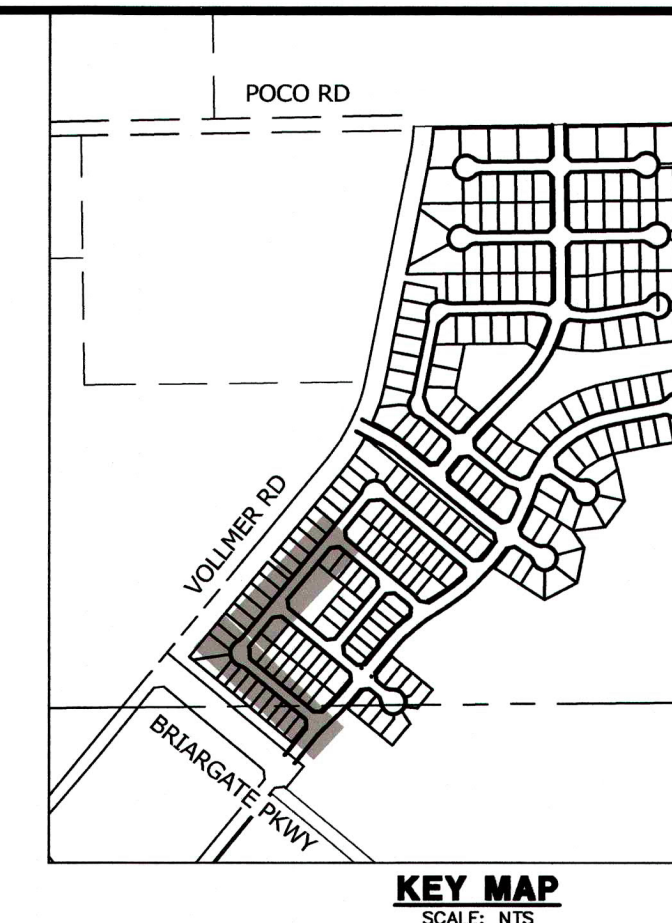 POCO RD
VOLLMER RD
BRIARGATE PKWY
KEY MAP
SCALE: NTS